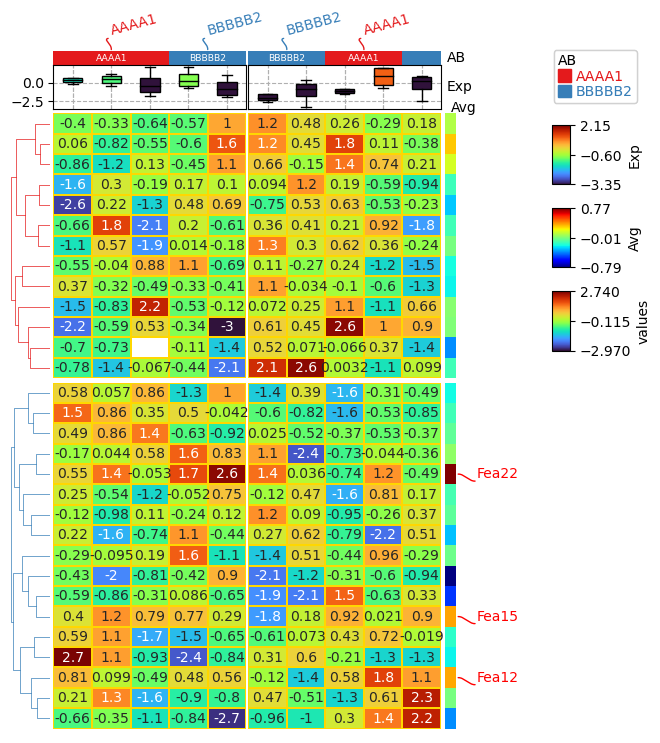 AAAA1 BBBBB2 BBBBB2 AAAA1
AAAA1 BBBBB2 BBBBB2 AAAA1 AB
0.0 Exp
−2.5 Avg
-0.4 -0.33 -0.64 -0.57 1 1.2 0.48 0.26 -0.29 0.18
0.06 -0.82 -0.55 -0.6 1.6 1.2 0.45 1.8 0.11 -0.38
-0.86 -1.2 0.13 -0.45 1.1 0.66 -0.15 1.4 0.74 0.21
-1.6 0.3 -0.19 0.17 0.1 0.094 1.2 0.19 -0.59 -0.94
-2.6 0.22 -1.3 0.48 0.69 -0.75 0.53 0.63 -0.53 -0.23
-0.66 1.8 -2.1 0.2 -0.61 0.36 0.41 0.21 0.92 -1.8
-1.1 0.57 -1.9 0.014 -0.18 1.3 0.3 0.62 0.36 -0.24
-0.55 -0.04 0.88 1.1 -0.69 0.11 -0.27 0.24 -1.2 -1.5
0.37 -0.32 -0.49 -0.33 -0.41 1.1 -0.034 -0.1 -0.6 -1.3
-1.5 -0.83 2.2 -0.53 -0.12 0.072 0.25 1.1 -1.1 0.66
-2.2 -0.59 0.53 -0.34 -3 0.61 0.45 2.6 1 0.9
-0.7 -0.73 -0.11 -1.4 0.52 0.071 -0.066 0.37 -1.4
-0.78 -1.4 -0.067 -0.44 -2.1 2.1 2.6 0.0032 -1.1 0.099
0.58 0.057 0.86 -1.3 1 -1.4 0.39 -1.6 -0.31 -0.49
1.5 0.86 0.35 0.5 -0.042 -0.6 -0.82 -1.6 -0.53 -0.85
0.49 0.86 1.4 -0.63 -0.92 0.025 -0.52 -0.37 -0.53 -0.37
-0.17 0.044 0.58 1.6 0.83 1.1 -2.4 -0.73 -0.044 -0.36
0.55 1.4 -0.053 1.7 2.6 1.4 0.036 -0.74 1.2 -0.49 Fea22
0.25 -0.54 -1.2 -0.052 0.75 -0.12 0.47 -1.6 0.81 0.17
-0.12 -0.98 0.11 -0.24 0.12 1.2 0.09 -0.95 -0.26 0.37
0.22 -1.6 -0.74 1.1 -0.44 0.27 0.62 -0.79 -2.2 0.51
-0.29 -0.095 0.19 1.6 -1.1 -1.4 0.51 -0.44 0.96 -0.29
-0.43 -2 -0.81 -0.42 0.9 -2.1 -1.2 -0.31 -0.6 -0.94
-0.59 -0.86 -0.31 0.086 -0.65 -1.9 -2.1 1.5 -0.63 0.33
0.4 1.2 0.79 0.77 0.29 -1.8 0.18 0.92 0.021 0.9 Fea15
0.59 1.1 -1.7 -1.5 -0.65 -0.61 0.073 0.43 0.72 -0.019
2.7 1.1 -0.93 -2.4 -0.84 0.31 0.6 -0.21 -1.3 -1.3
0.81 0.099 -0.49 0.48 0.56 -0.12 -1.4 0.58 1.8 1.1 Fea12
0.21 1.3 -1.6 -0.9 -0.8 0.47 -0.51 -1.3 0.61 2.3
-0.66 -0.35 -1.1 -0.84 -2.7 -0.96 -1 0.3 1.4 2.2
AB
AAAA1
BBBBB2
2.15
−0.60
−3.35
Exp
0.77
−0.01
−0.79
Avg
2.740
−0.115
−2.970
values